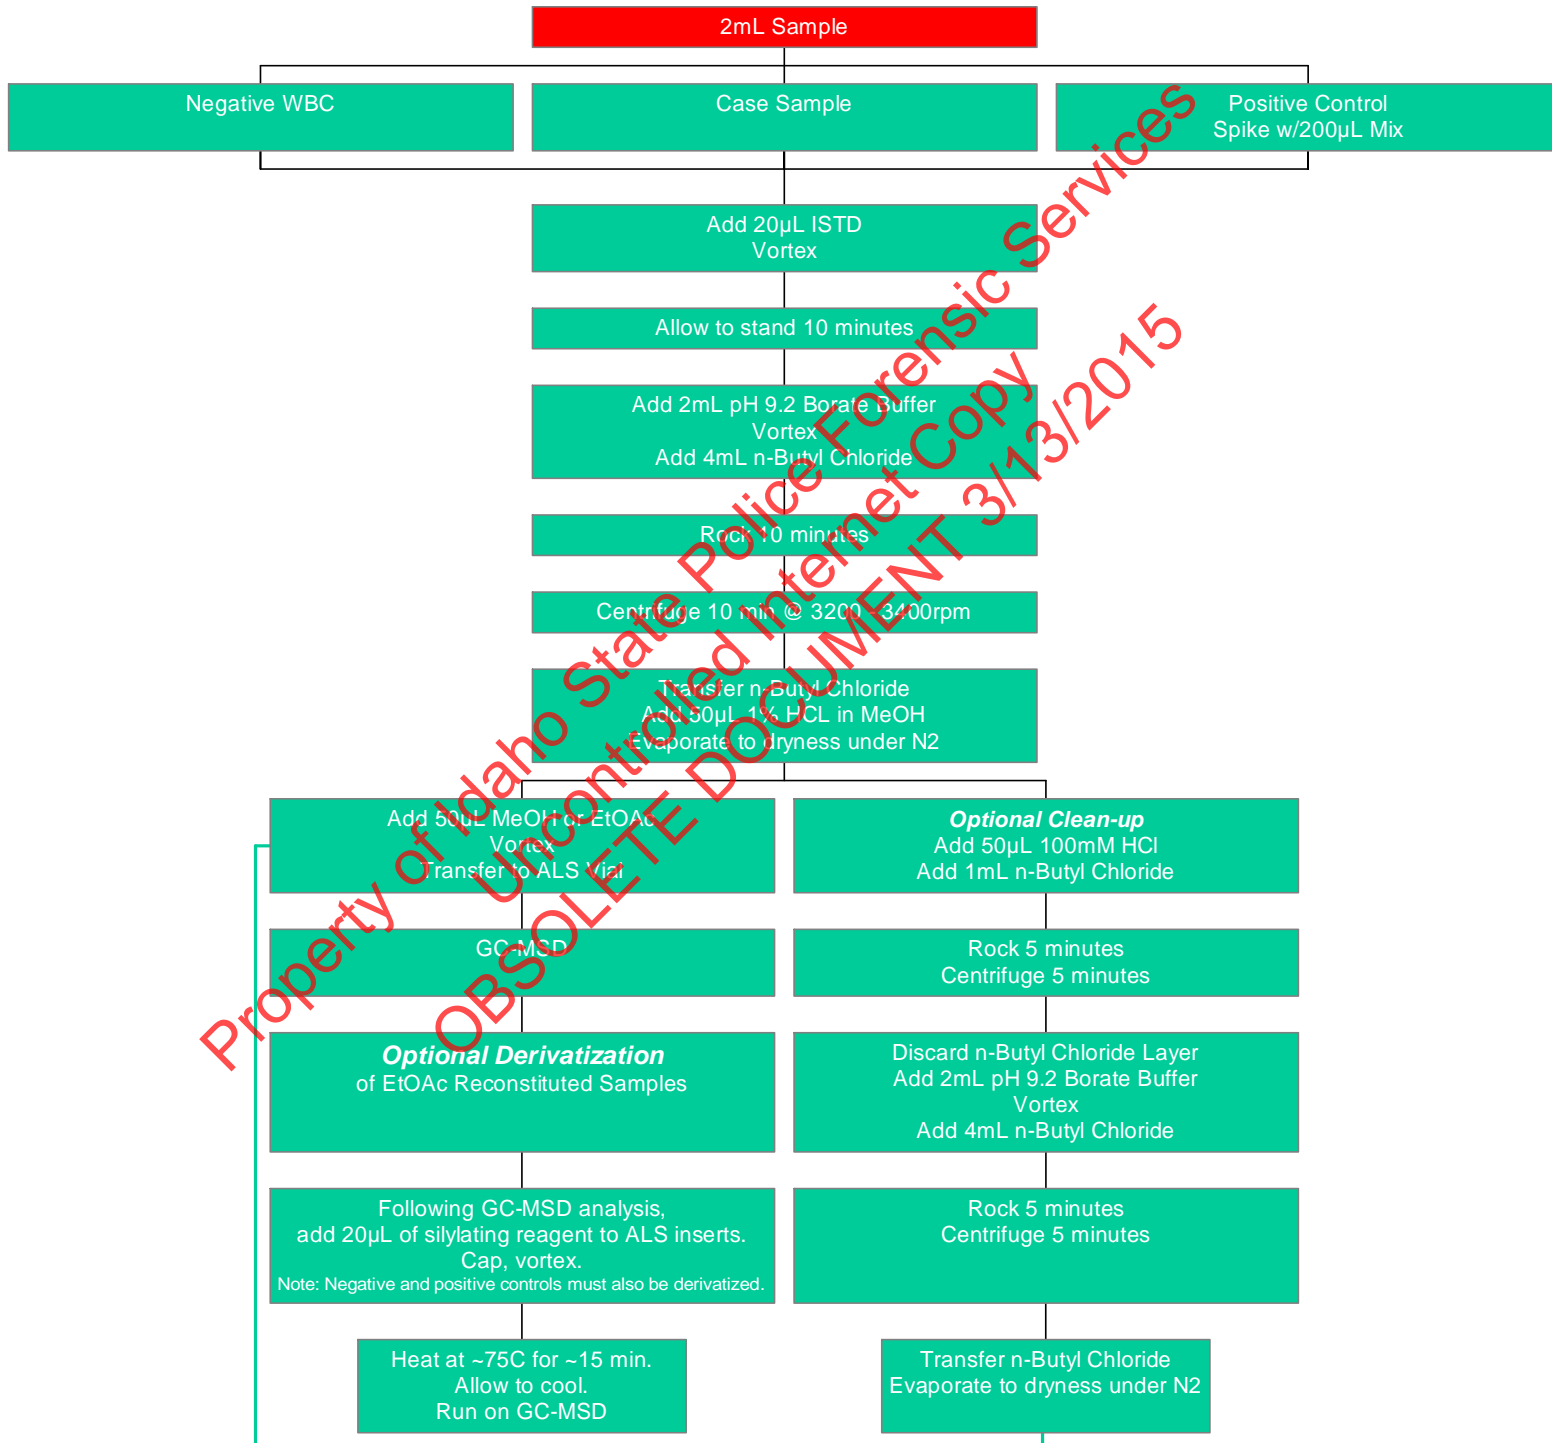 2mL Sample
Negative WBC
Case Sample
Positive Control
Spike w/200µL Mix
Add 20µL ISTD
Vortex
Allow to stand 10 minutes
Add 2mL pH 9.2 Borate Buffer
Vortex
Add 4mL n-Butyl Chloride
Rock 10 minutes
Centrifuge 10 min @ 3200 -3400rpm
Transfer n-Butyl Chloride
Add 50µL 1% HCL in MeOH
Evaporate to dryness under N2
Add 50µL MeOH or EtOAc
Vortex
Transfer to ALS Vial
GC-MSD
Optional Derivatization
of EtOAc Reconstituted Samples
Following GC-MSD analysis,
add 20µL of silylating reagent to ALS inserts.
Cap, vortex.
Note: Negative and positive controls must also be derivatized.
Heat at ~75C for ~15 min.
Allow to cool.
Run on GC-MSD
Optional Clean-up
Add 50µL 100mM HCl
Add 1mL n-Butyl Chloride
Rock 5 minutes
Centrifuge 5 minutes
Discard n-Butyl Chloride Layer
Add 2mL pH 9.2 Borate Buffer
Vortex
Add 4mL n-Butyl Chloride
Rock 5 minutes
Centrifuge 5 minutes
Transfer n-Butyl Chloride
Evaporate to dryness under N2
Property of Idaho State Police Forensic Services
Uncontrolled Internet Copy
OBSOLETE DOCUMENT 3/13/2015